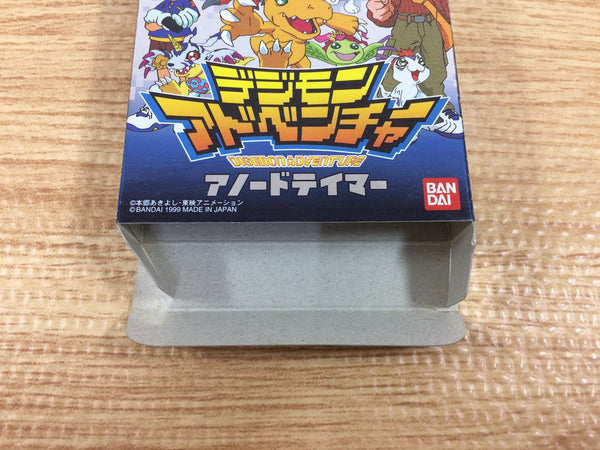 デジモン
アドベンチャー
DIGIMON ADVENTURE
アノードテイマー
©本郷あきよし・東映アニメーション
©BANDAI 1999 MADE IN JAPAN
BAN
DAI